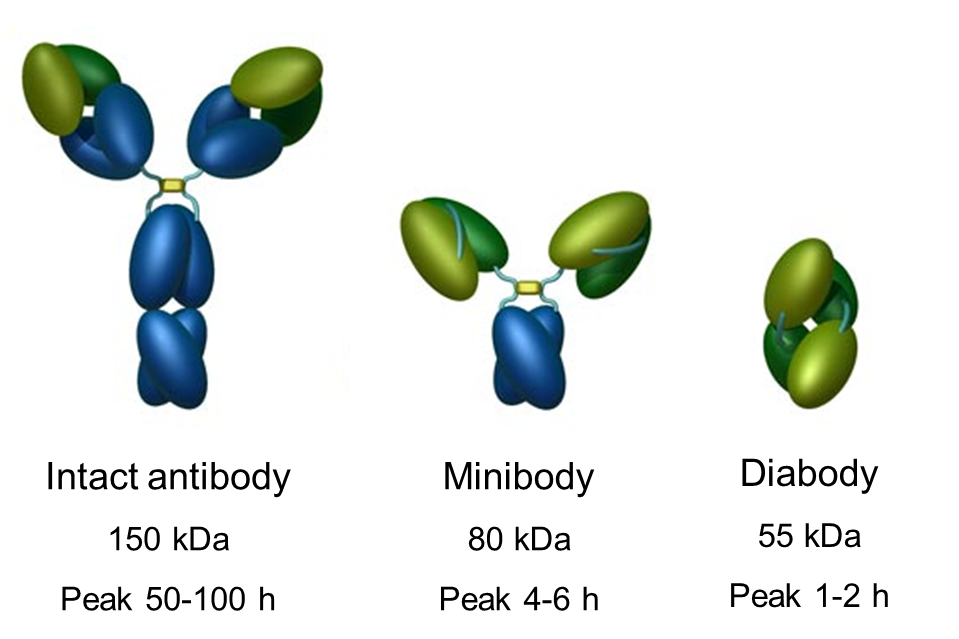 Intact antibody
150 kDa
Peak 50-100 h
Minibody
80 kDa
Peak 4-6 h
Diabody
55 kDa
Peak 1-2 h